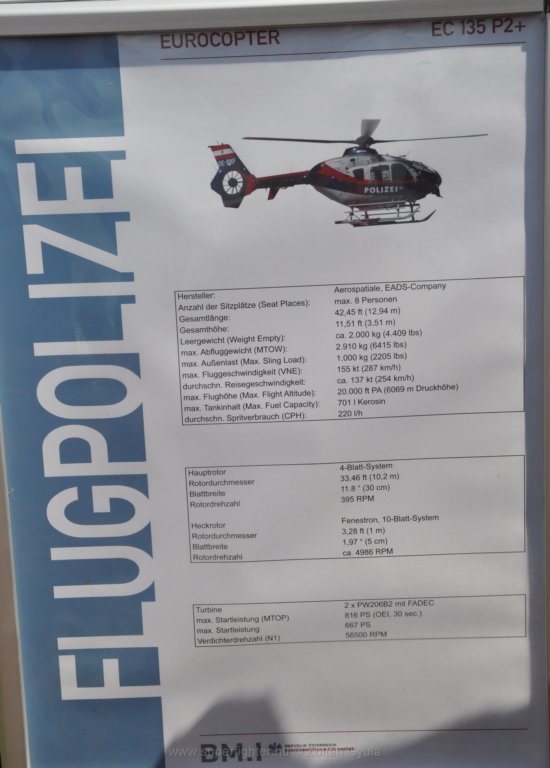 EUROCOPTER EC 135 P2+
FLUGPOLIZEI
POLIZEI
Hersteller: Aerospatiale, EADS-Company
Anzahl der Sitzplätze (Seat Places): max. 8 Personen
Gesamtlänge: 42,45 ft (12,94 m)
Gesamthöhe: 11,51 ft (3,51 m)
Leergewicht (Weight Empty): ca. 2.000 kg (4.409 lbs)
max. Abfluggewicht (MTOW): 2.910 kg (6415 lbs)
max. Außenlast (Max. Sling Load): 1.000 kg (2205 lbs)
max. Fluggeschwindigkeit (VNE): 155 kt (287 km/h)
durchschn. Reisegeschwindigkeit: ca. 137 kt (254 km/h)
max. Flughöhe (Max. Flight Altitude): 20.000 ft PA (6069 m Druckhöhe)
max. Tankinhalt (Max. Fuel Capacity): 701 l Kerosin
durchschn. Spritverbrauch (CPH): 220 l/h
Hauptrotor 4-Blatt-System
Rotordurchmesser 33,46 ft (10,2 m)
Blattbreite 11.8 " (30 cm)
Rotordrehzahl 395 RPM
Heckrotor Fenestron, 10-Blatt-System
Rotordurchmesser 3,28 ft (1 m)
Blattbreite 1,97 " (5 cm)
Rotordrehzahl ca. 4986 RPM
Turbine 2 x PW206B2 mit FADEC
max. Startleistung (MTOP) 816 PS (OEI, 30 sec.)
max. Startleistung 667 PS
Verdichterdrehzahl (N1) 56500 RPM
BM.I REPUBLIK ÖSTERREICH
BUNDESMINISTERIUM FÜR INNERES